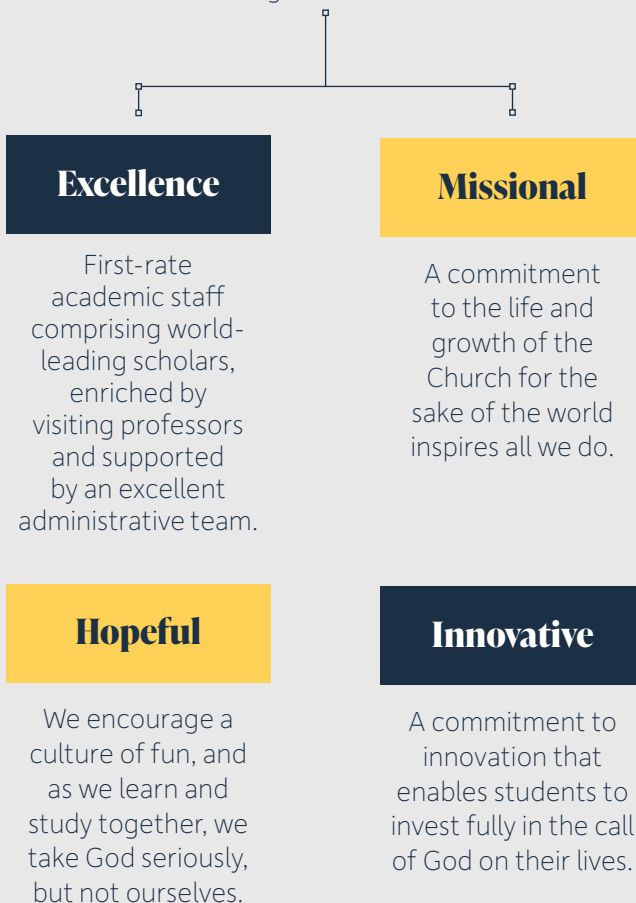 Excellence
First-rate
academic staff
comprising world-
leading scholars,
enriched by
visiting professors
and supported
by an excellent
administrative team.
Missional
A commitment
to the life and
growth of the
Church for the
sake of the world
inspires all we do.
Hopeful
We encourage a
culture of fun, and
as we learn and
study together, we
take God seriously,
but not ourselves.
Innovative
A commitment to
innovation that
enables students to
invest fully in the call
of God on their lives.